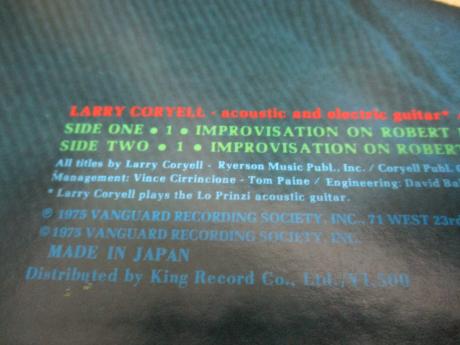 LARRY CORYELL - acoustic and electric guitar*
SIDE ONE • 1 • IMPROVISATION ON ROBERT
SIDE TWO • 1 • IMPROVISATION ON ROBERT
All titles by Larry Coryell - Ryerson Music Publ., Inc. / Coryell Publ.
Management: Vince Cirrincione - Tom Paine / Engineering: David
* Larry Coryell plays the Lo Prinzi acoustic guitar.
℗ 1975 VANGUARD RECORDING SOCIETY, INC., 71 WEST 23rd
© 1975 VANGUARD RECORDING SOCIETY, INC.
MADE IN JAPAN
Distributed by King Record Co., Ltd./¥1,500